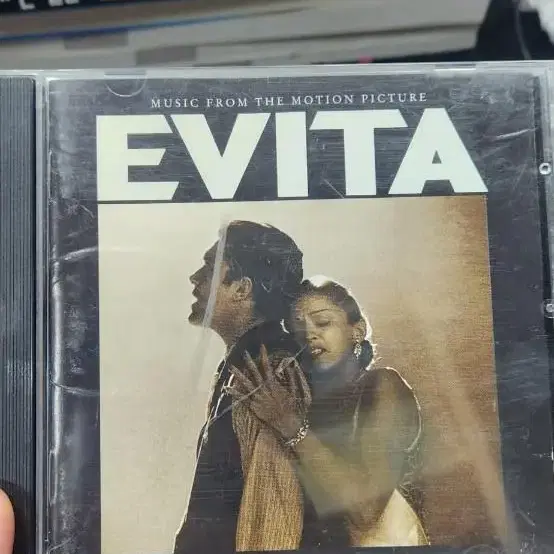 MUSIC FROM THE MOTION PICTURE
EVITA